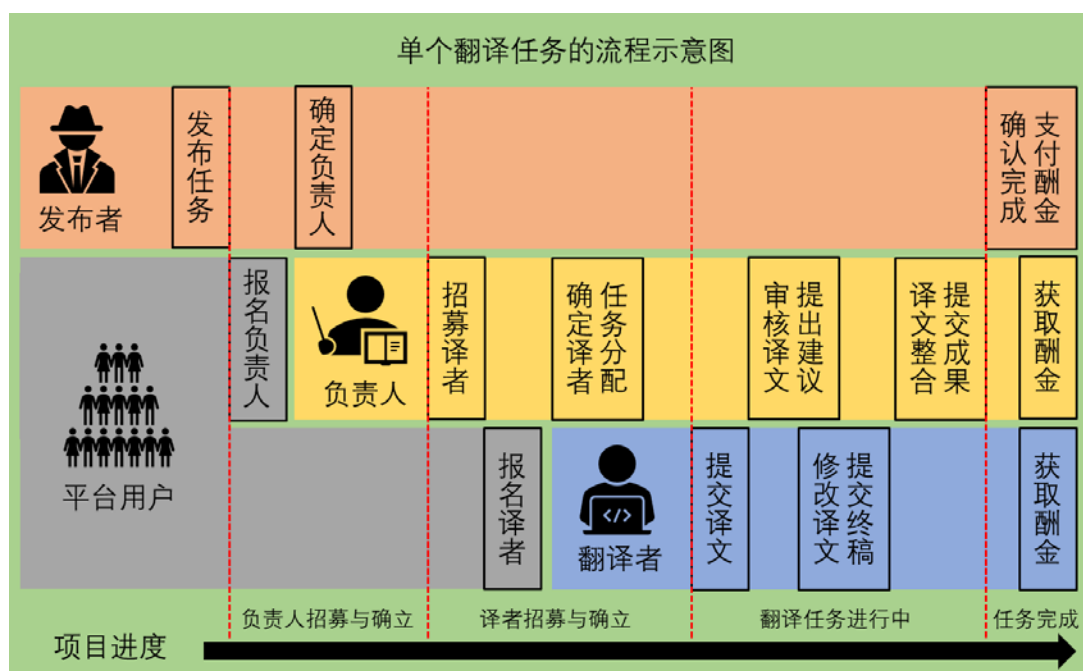 单个翻译任务的流程示意图
发布者
发布任务
确定负责人
确认完成
支付酬金
平台用户
报名负责人
负责人
招募译者
确定译者
任务分配
审核译文
提出建议
译文整合
提交成果
获取酬金
报名译者
</>
翻译者
提交译文
修改译文
提交终稿
获取酬金
负责人招募与确立
译者招募与确立
翻译任务进行中
任务完成
项目进度